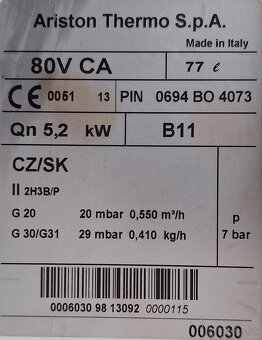 Ariston Thermo S.p.A.
Made in Italy
80V CA 77 ℓ
CE 0051 13 PIN 0694 BO 4073
Qn 5,2 kW B11
CZ/SK
II 2H3B/P
G 20 20 mbar 0,550 m³/h p
G 30/G31 29 mbar 0,410 kg/h 7 bar
0006030 98 13092 0000115
006030